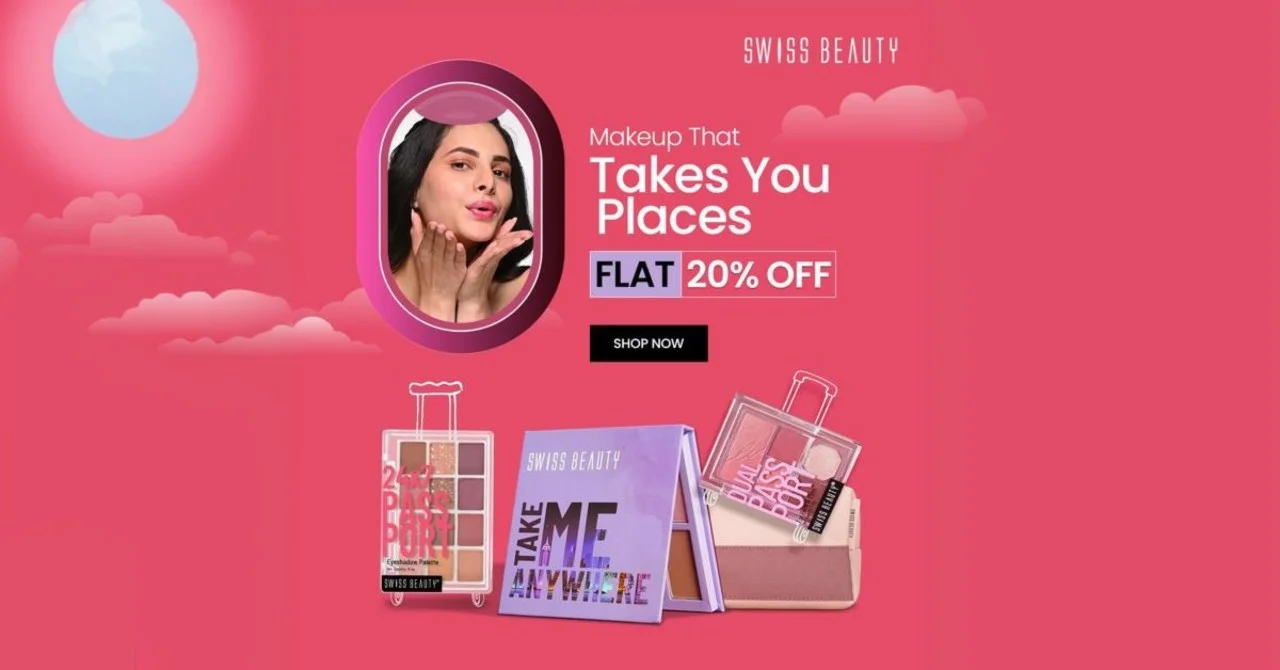 SWISS BEAUTY
Makeup That
Takes You
Places
FLAT 20% OFF
SHOP NOW
24x7
PASS
PORT
Eyeshadow Palette
SWISS BEAUTY
SWISS BEAUTY
TAKE
ME
ANYWHERE
DUAL
PASS
PORT
SWISS BEAUTY